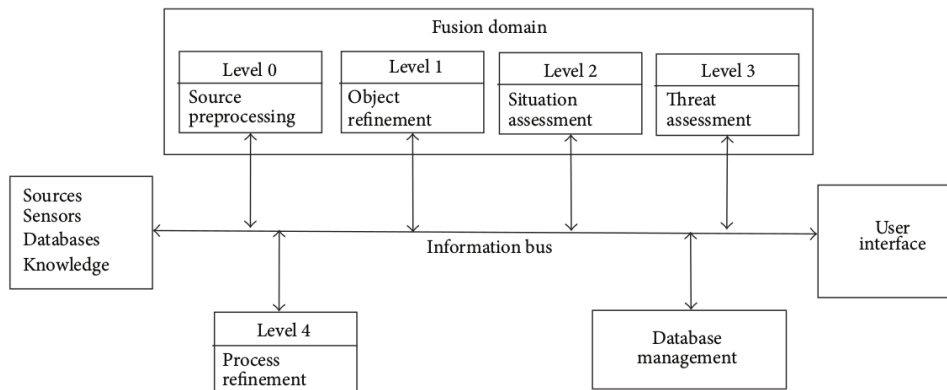 Fusion domain
Level 0
Source
preprocessing
Level 1
Object
refinement
Level 2
Situation
assessment
Level 3
Threat
assessment
Sources
Sensors
Databases
Knowledge
Information bus
User
interface
Level 4
Process
refinement
Database
management